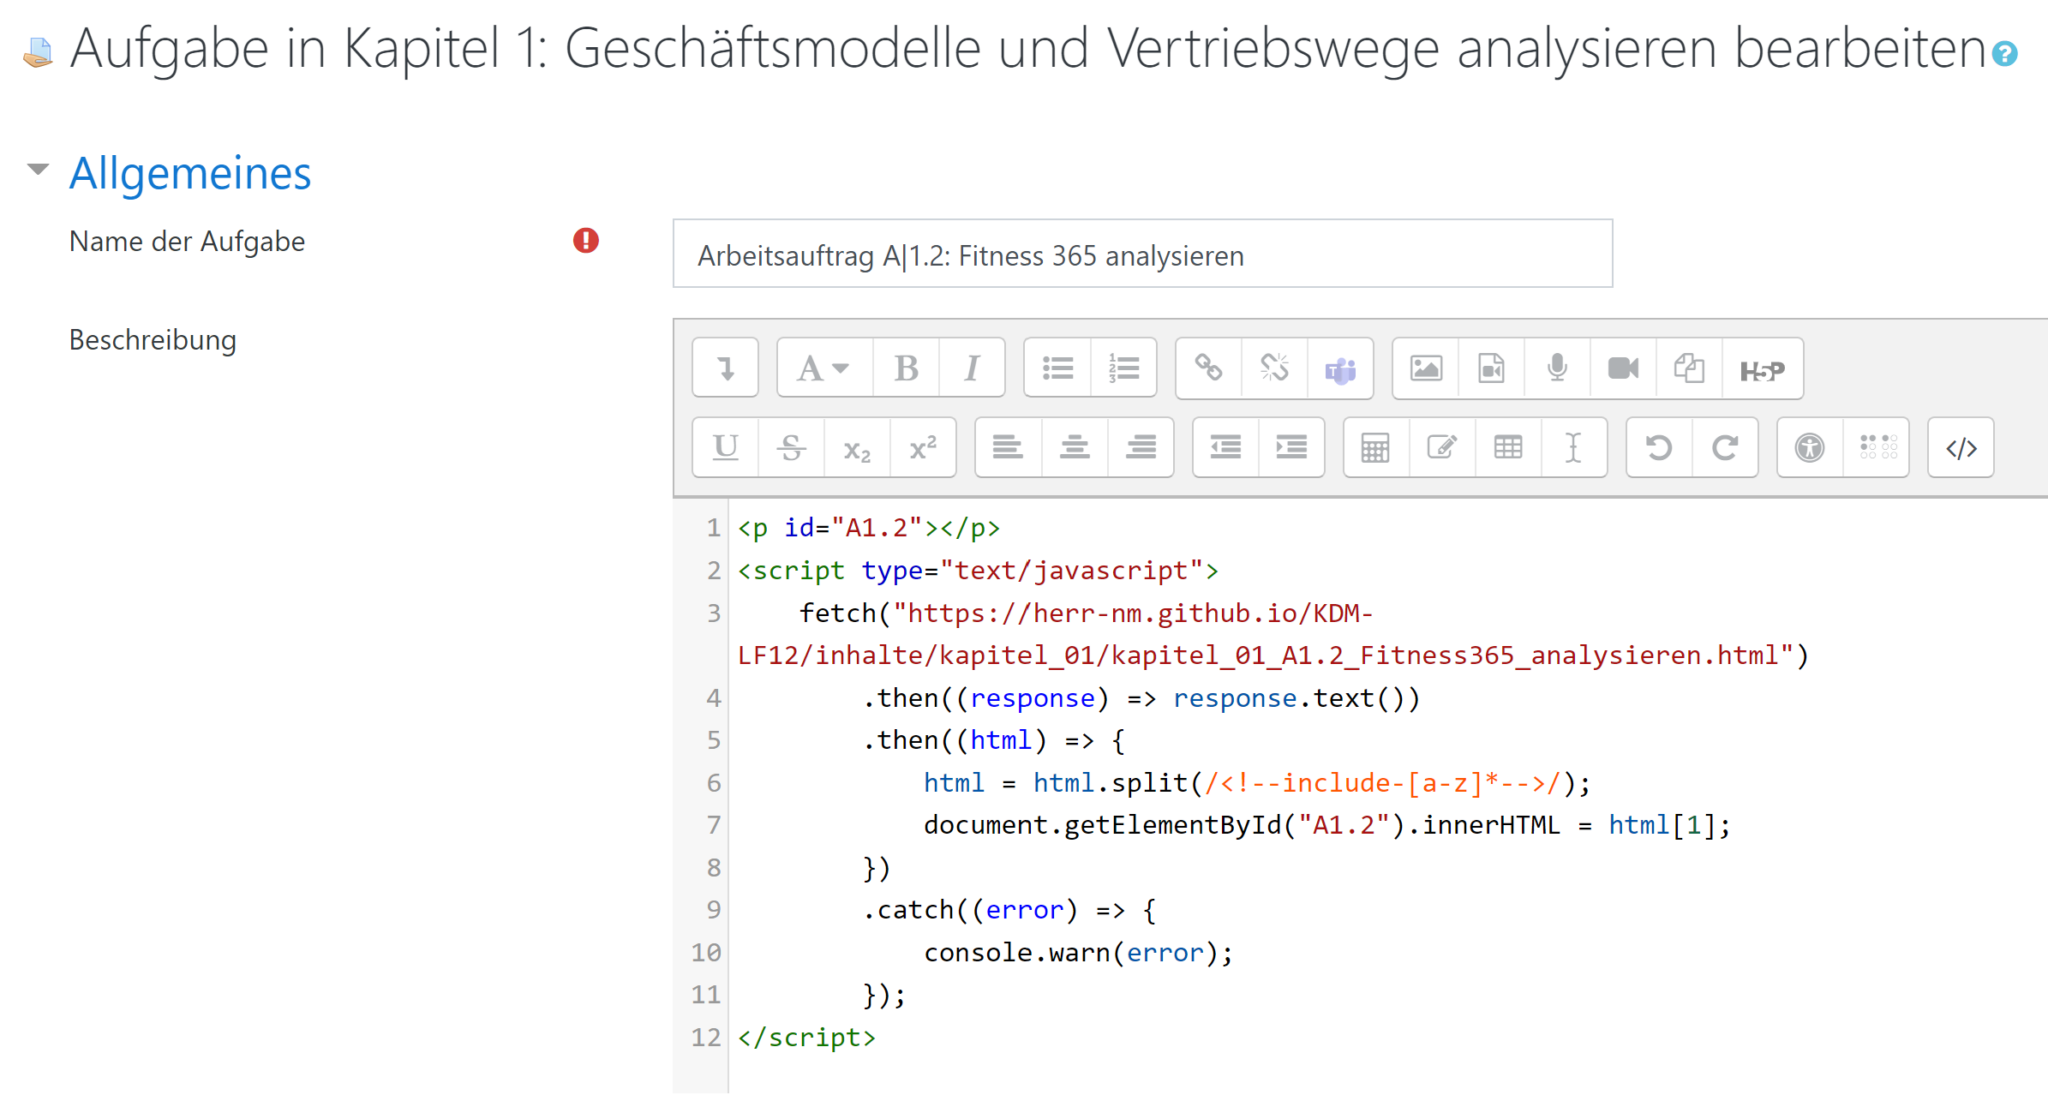 Aufgabe in Kapitel 1: Geschäftsmodelle und Vertriebswege analysieren bearbeiten
Allgemeines
Name der Aufgabe
Arbeitsauftrag A|1.2: Fitness 365 analysieren
Beschreibung
A B I H5P
U S x₂ x² </>
1 <p id="A1.2"></p>
2 <script type="text/javascript">
3     fetch("https://herr-nm.github.io/KDM-
LF12/inhalte/kapitel_01/kapitel_01_A1.2_Fitness365_analysieren.html")
4         .then((response) => response.text())
5         .then((html) => {
6             html = html.split(/<!--include-[a-z]*-->/);
7             document.getElementById("A1.2").innerHTML = html[1];
8         })
9         .catch((error) => {
10             console.warn(error);
11         });
12 </script>